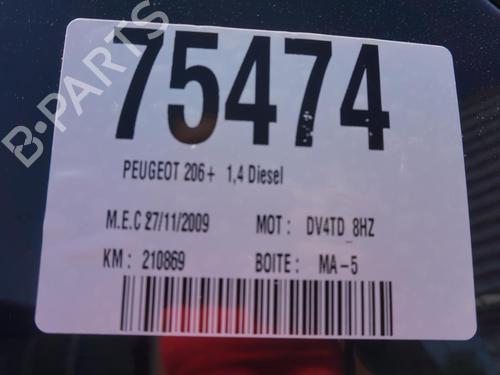 75474
B-PARTS
PEUGEOT 206+ 1,4 Diesel
M.E.C 27/11/2009 MOT : DV4TD_8HZ
KM : 210869 BOITE : MA-5